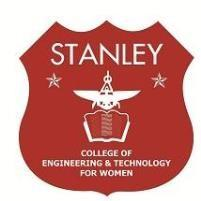 STANLEY
COLLEGE OF
ENGINEERING & TECHNOLOGY
FOR WOMEN